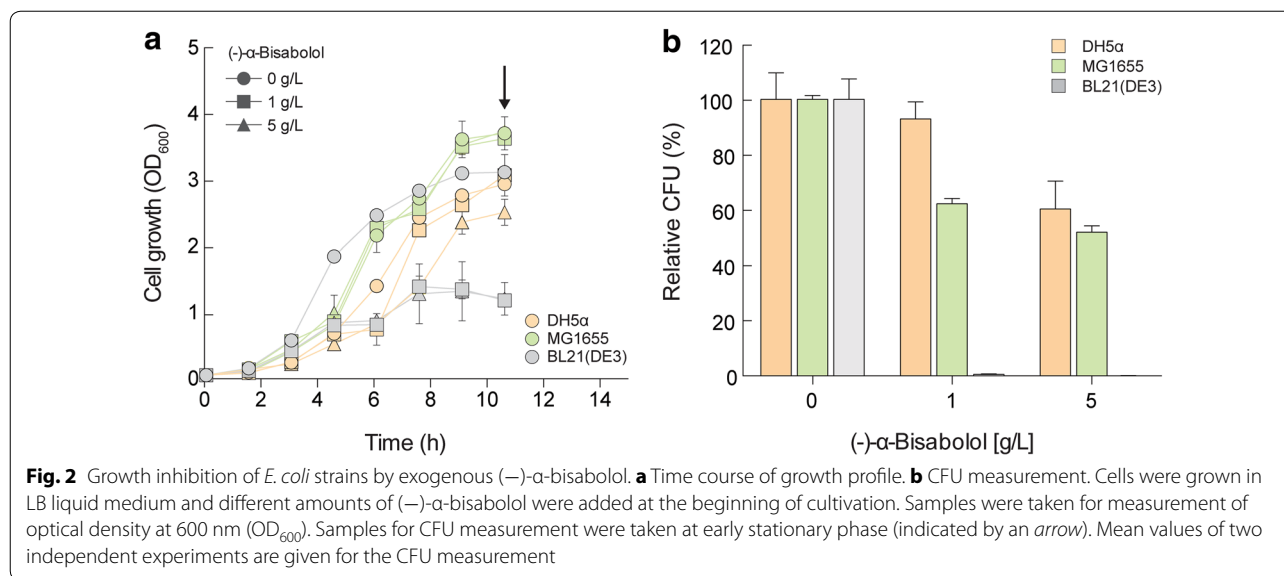 a
(-)-α-Bisabolol
0 g/L
1 g/L
5 g/L
Cell growth (OD600)
5
4
3
2
1
0
0 2 4 6 8 10 12 14
Time (h)
DH5α
MG1655
BL21(DE3)
b
DH5α
MG1655
BL21(DE3)
Relative CFU (%)
120
100
80
60
40
20
0
0 1 5
(-)-α-Bisabolol [g/L]
Fig. 2 Growth inhibition of E. coli strains by exogenous (−)-α-bisabolol. a Time course of growth profile. b CFU measurement. Cells were grown in
LB liquid medium and different amounts of (−)-α-bisabolol were added at the beginning of cultivation. Samples were taken for measurement of
optical density at 600 nm (OD600). Samples for CFU measurement were taken at early stationary phase (indicated by an arrow). Mean values of two
independent experiments are given for the CFU measurement